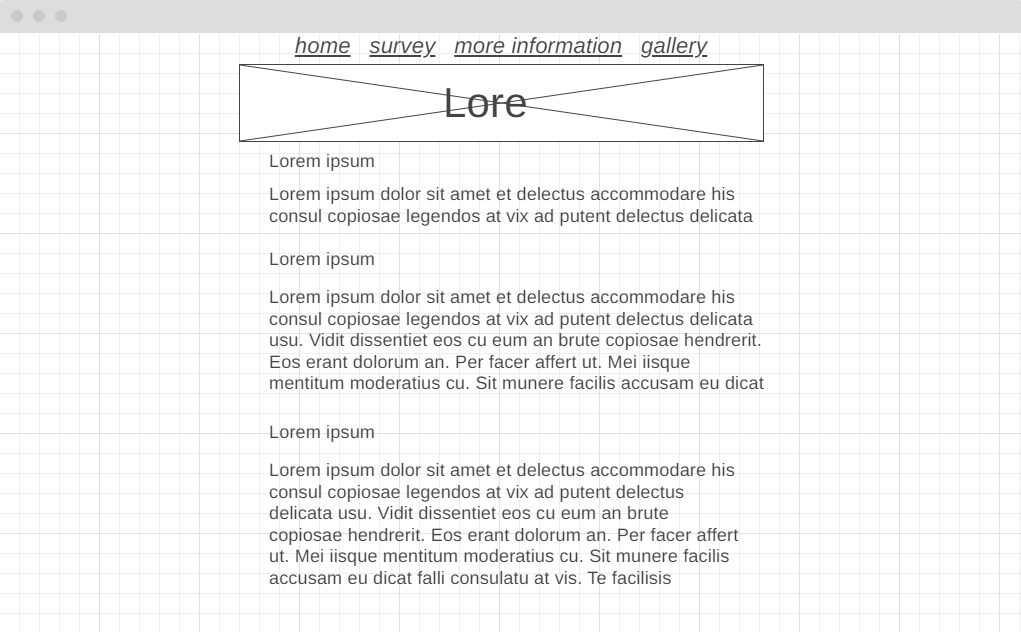 home survey more information gallery
Lore
Lorem ipsum
Lorem ipsum dolor sit amet et delectus accommodare his
consul copiosae legendos at vix ad putent delectus delicata
Lorem ipsum
Lorem ipsum dolor sit amet et delectus accommodare his
consul copiosae legendos at vix ad putent delectus delicata
usu. Vidit dissentiet eos cu eum an brute copiosae hendrerit.
Eos erant dolorum an. Per facer affert ut. Mei iisque
mentitum moderatius cu. Sit munere facilis accusam eu dicat
Lorem ipsum
Lorem ipsum dolor sit amet et delectus accommodare his
consul copiosae legendos at vix ad putent delectus
delicata usu. Vidit dissentiet eos cu eum an brute
copiosae hendrerit. Eos erant dolorum an. Per facer affert
ut. Mei iisque mentitum moderatius cu. Sit munere facilis
accusam eu dicat falli consulatu at vis. Te facilisis